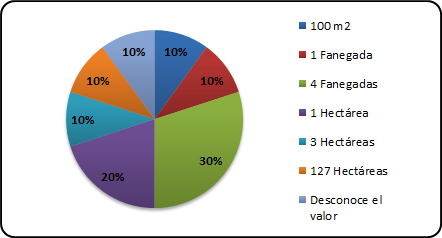 10%
10%
30%
20%
10%
10%
10%
100 m2
1 Fanegada
4 Fanegadas
1 Hectárea
3 Hectáreas
127 Hectáreas
Desconoce el
valor